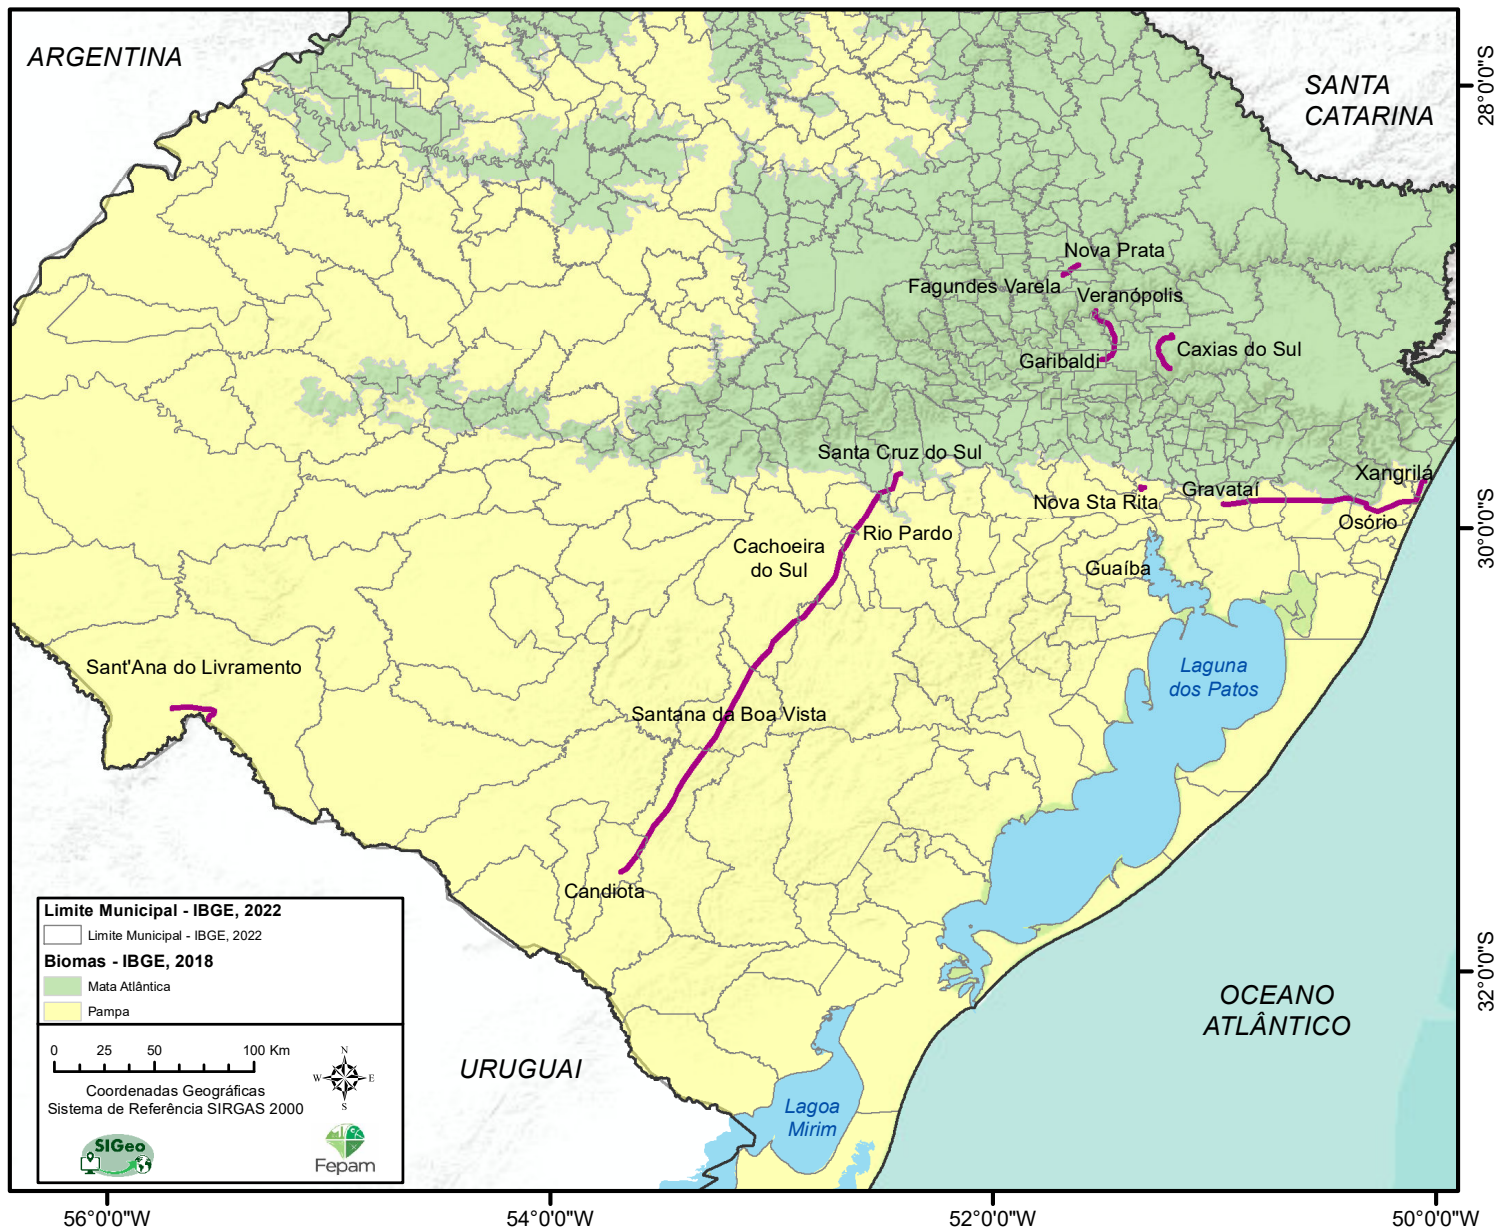 ARGENTINA
SANTA
CATARINA
28°0'0"S
Nova Prata
Fagundes Varela
Veranópolis
Garibaldi
Caxias do Sul
Santa Cruz do Sul
Xangrilá
Nova Sta Rita
Gravataí
Osório
30°0'0"S
Rio Pardo
Cachoeira
do Sul
Guaíba
Sant'Ana do Livramento
Laguna
dos Patos
Santana da Boa Vista
Candiota
32°0'0"S
OCEANO
ATLÂNTICO
URUGUAI
Lagoa
Mirim
Limite Municipal - IBGE, 2022
Limite Municipal - IBGE, 2022
Biomas - IBGE, 2018
Mata Atlântica
Pampa
0 25 50 100 Km
N
W E
S
Coordenadas Geográficas
Sistema de Referência SIRGAS 2000
SIGeo
Fepam
56°0'0"W 54°0'0"W 52°0'0"W 50°0'0"W